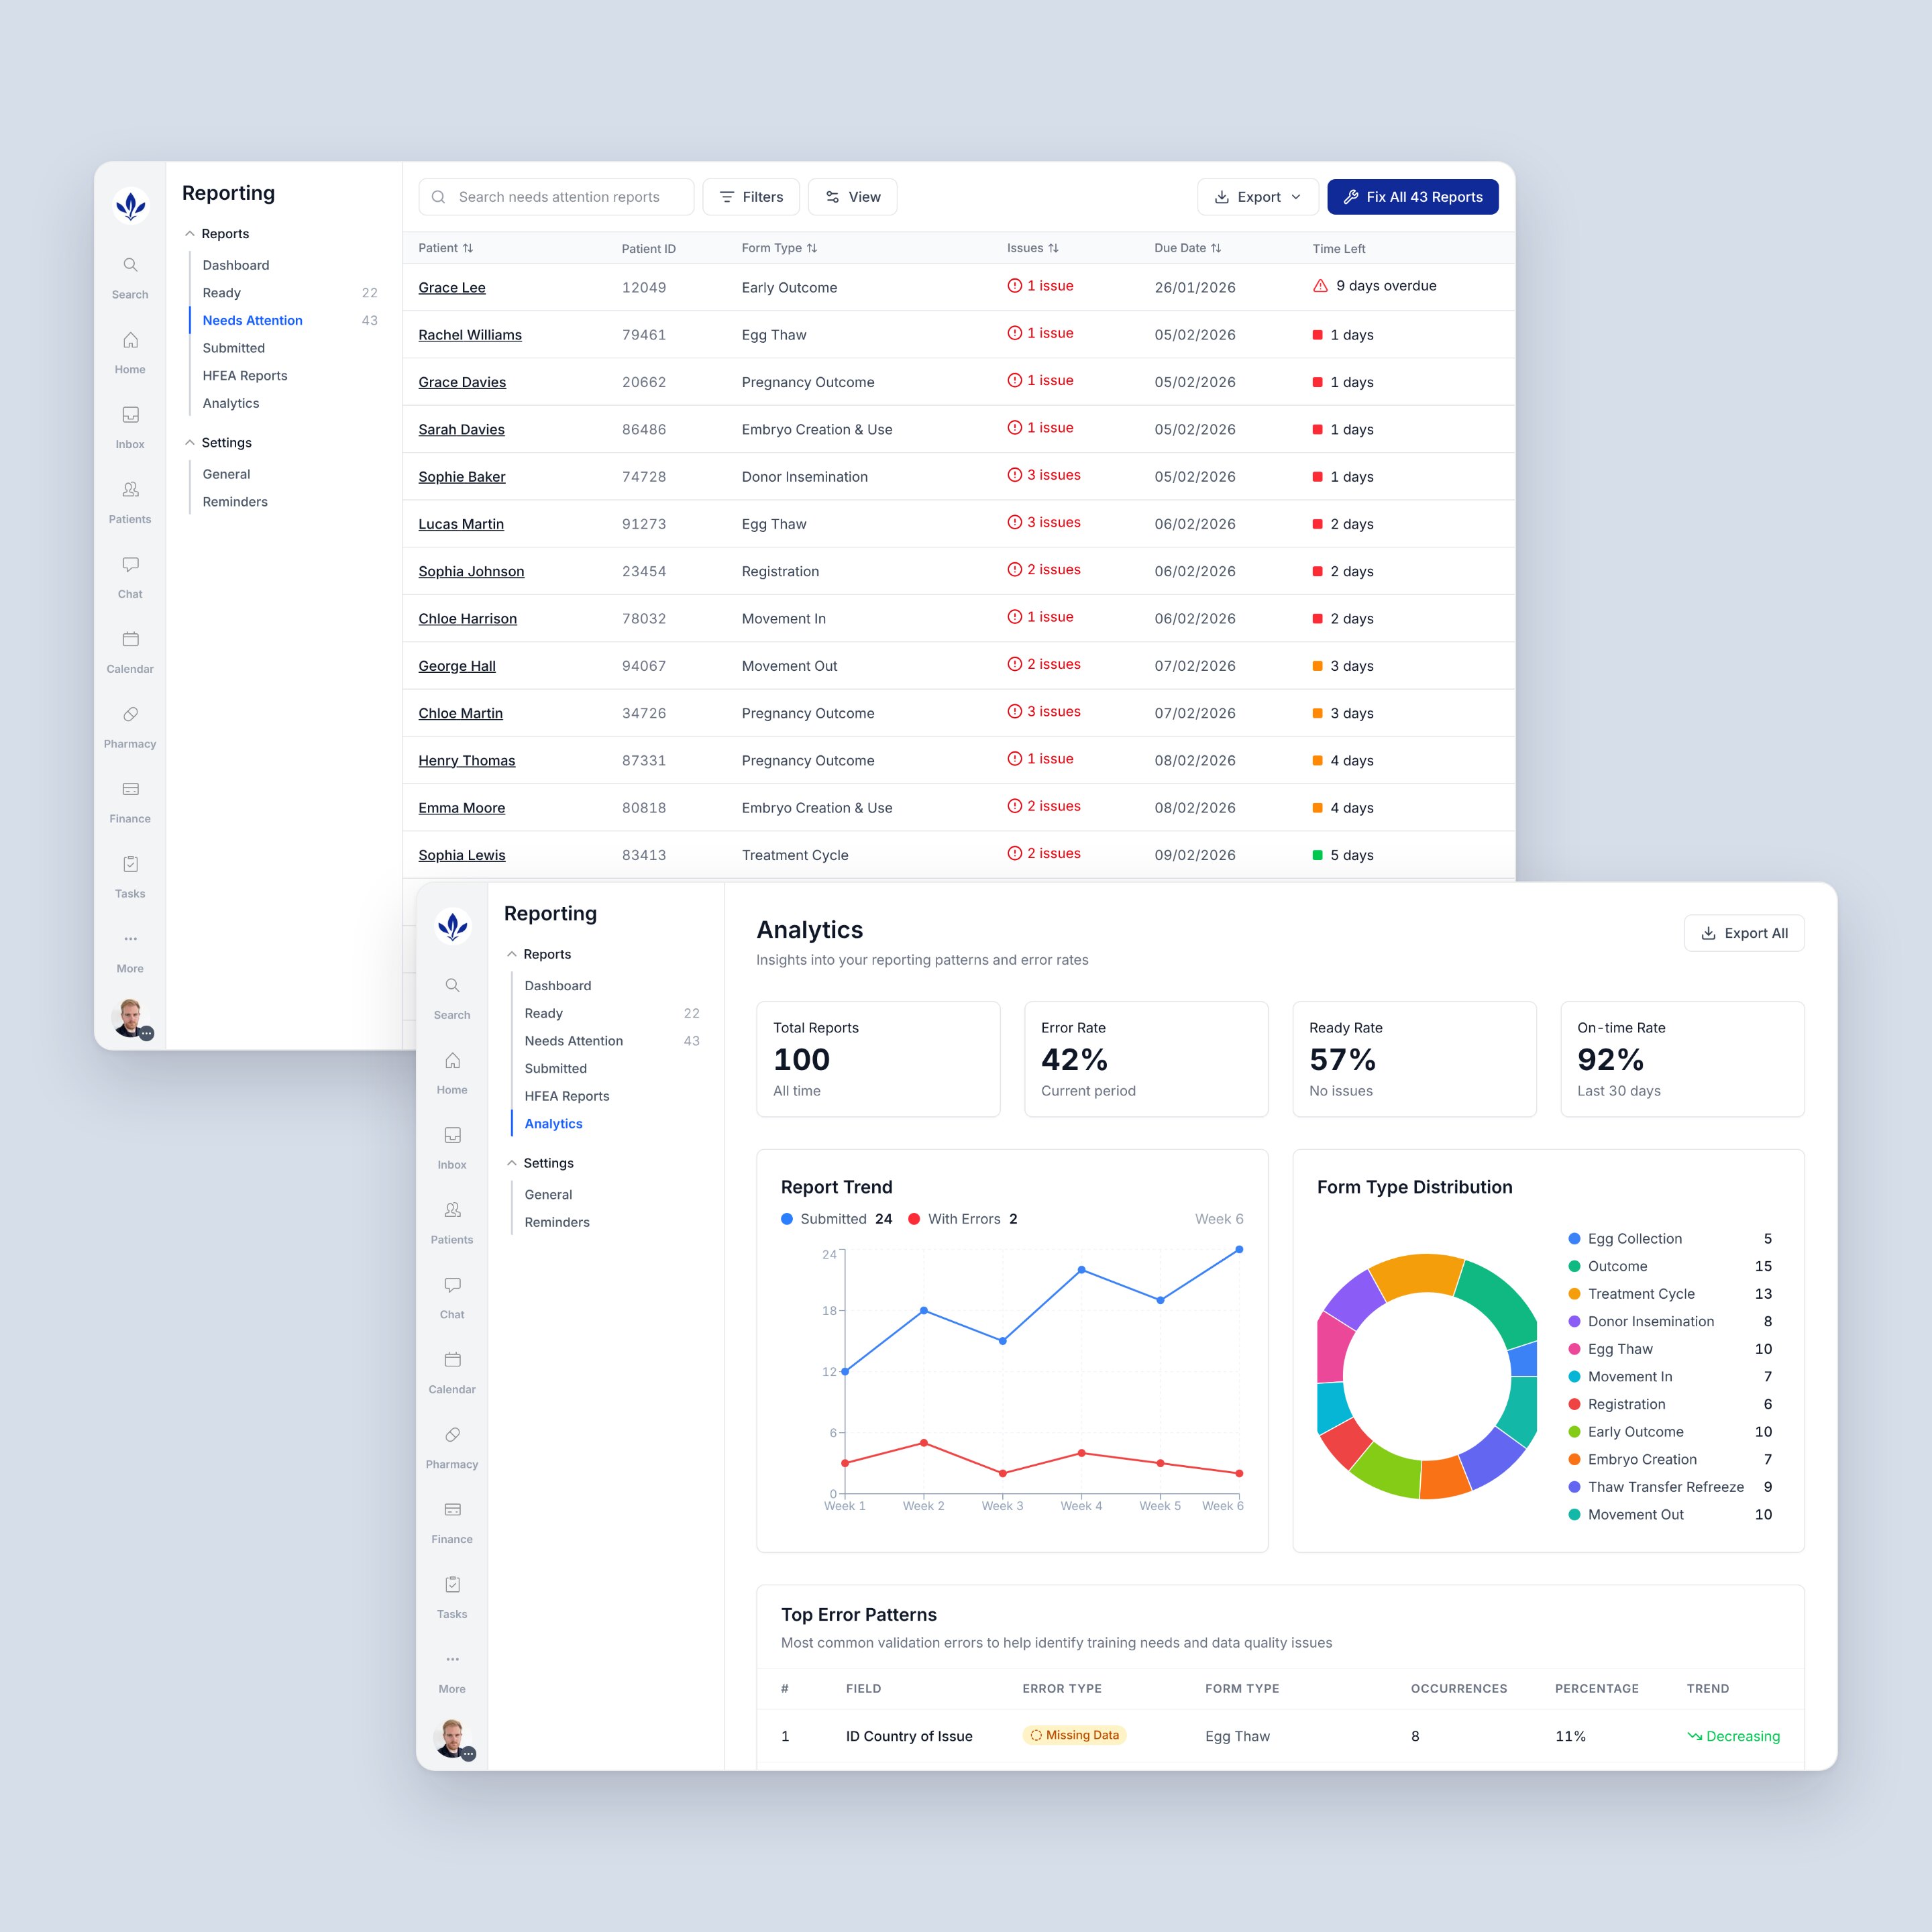 Reporting
Reports
Dashboard
Ready 22
Needs Attention 43
Submitted
HFEA Reports
Analytics
Settings
General
Reminders
Search
Home
Inbox
Patients
Chat
Calendar
Pharmacy
Finance
Tasks
More
Search needs attention reports Filters View Export Fix All 43 Reports
Patient Patient ID Form Type Issues Due Date Time Left
Grace Lee 12049 Early Outcome 1 issue 26/01/2026 9 days overdue
Rachel Williams 79461 Egg Thaw 1 issue 05/02/2026 1 days
Grace Davies 20662 Pregnancy Outcome 1 issue 05/02/2026 1 days
Sarah Davies 86486 Embryo Creation & Use 1 issue 05/02/2026 1 days
Sophie Baker 74728 Donor Insemination 3 issues 05/02/2026 1 days
Lucas Martin 91273 Egg Thaw 3 issues 06/02/2026 2 days
Sophia Johnson 23454 Registration 2 issues 06/02/2026 2 days
Chloe Harrison 78032 Movement In 1 issue 06/02/2026 2 days
George Hall 94067 Movement Out 2 issues 07/02/2026 3 days
Chloe Martin 34726 Pregnancy Outcome 3 issues 07/02/2026 3 days
Henry Thomas 87331 Pregnancy Outcome 1 issue 08/02/2026 4 days
Emma Moore 80818 Embryo Creation & Use 2 issues 08/02/2026 4 days
Sophia Lewis 83413 Treatment Cycle 2 issues 09/02/2026 5 days
Reporting
Reports
Dashboard
Ready 22
Needs Attention 43
Submitted
HFEA Reports
Analytics
Settings
General
Reminders
Search
Home
Inbox
Patients
Chat
Calendar
Pharmacy
Finance
Tasks
More
Analytics
Insights into your reporting patterns and error rates
Export All
Total Reports
100
All time
Error Rate
42%
Current period
Ready Rate
57%
No issues
On-time Rate
92%
Last 30 days
Report Trend
Submitted 24 With Errors 2 Week 6
24
18
12
6
0
Week 1 Week 2 Week 3 Week 4 Week 5 Week 6
Form Type Distribution
Egg Collection 5
Outcome 15
Treatment Cycle 13
Donor Insemination 8
Egg Thaw 10
Movement In 7
Registration 6
Early Outcome 10
Embryo Creation 7
Thaw Transfer Refreeze 9
Movement Out 10
Top Error Patterns
Most common validation errors to help identify training needs and data quality issues
# FIELD ERROR TYPE FORM TYPE OCCURRENCES PERCENTAGE TREND
1 ID Country of Issue Missing Data Egg Thaw 8 11% Decreasing